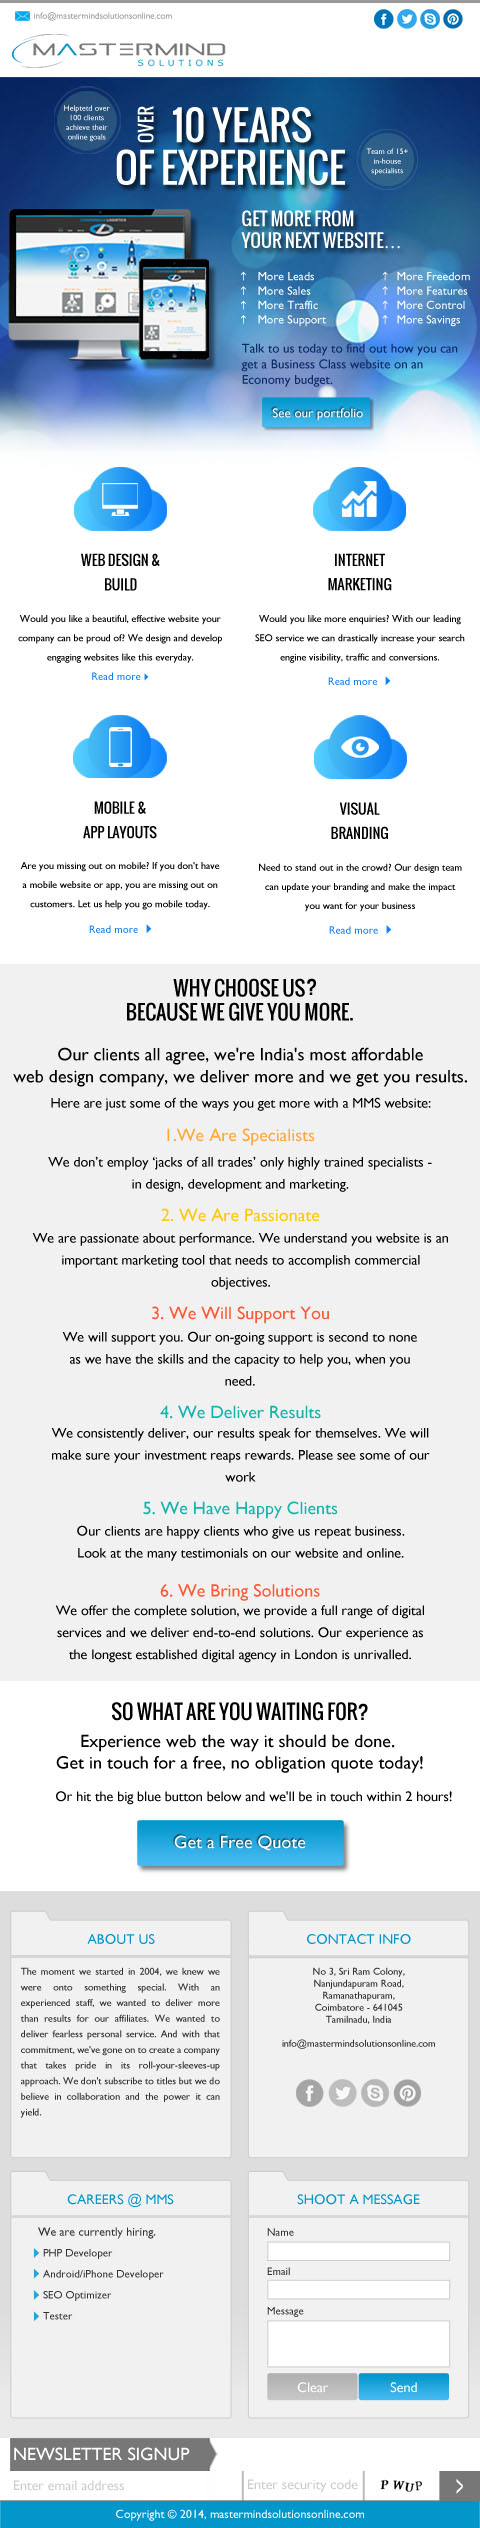 info@mastermindsolutionsonline.com
MASTERMIND
SOLUTIONS
Helptetd over
100 clients
achieve their
online goals
OVER
10 YEARS
OF EXPERIENCE
Team of 15+
in-house
specialists
GET MORE FROM
YOUR NEXT WEBSITE...
↑ More Leads
↑ More Sales
↑ More Traffic
↑ More Support
↑ More Freedom
↑ More Features
↑ More Control
↑ More Savings
Talk to us today to find out how you can
get a Business Class website on an
Economy budget.
See our portfolio
WEB DESIGN &
BUILD
Would you like a beautiful, effective website your
company can be proud of? We design and develop
engaging websites like this everyday.
Read more
INTERNET
MARKETING
Would you like more enquiries? With our leading
SEO service we can drastically increase your search
engine visibility, traffic and conversions.
Read more
MOBILE &
APP LAYOUTS
Are you missing out on mobile? If you don't have
a mobile website or app, you are missing out on
customers. Let us help you go mobile today.
Read more
VISUAL
BRANDING
Need to stand out in the crowd? Our design team
can update your branding and make the impact
you want for your business
Read more
WHY CHOOSE US?
BECAUSE WE GIVE YOU MORE.
Our clients all agree, we're India's most affordable
web design company, we deliver more and we get you results.
Here are just some of the ways you get more with a MMS website:
1.We Are Specialists
We don't employ 'jacks of all trades' only highly trained specialists -
in design, development and marketing.
2. We Are Passionate
We are passionate about performance. We understand you website is an
important marketing tool that needs to accomplish commercial
objectives.
3. We Will Support You
We will support you. Our on-going support is second to none
as we have the skills and the capacity to help you, when you
need.
4. We Deliver Results
We consistently deliver, our results speak for themselves. We will
make sure your investment reaps rewards. Please see some of our
work
5. We Have Happy Clients
Our clients are happy clients who give us repeat business.
Look at the many testimonials on our website and online.
6. We Bring Solutions
We offer the complete solution, we provide a full range of digital
services and we deliver end-to-end solutions. Our experience as
the longest established digital agency in London is unrivalled.
SO WHAT ARE YOU WAITING FOR?
Experience web the way it should be done.
Get in touch for a free, no obligation quote today!
Or hit the big blue button below and we'll be in touch within 2 hours!
Get a Free Quote
ABOUT US
The moment we started in 2004, we knew we
were onto something special. With an
experienced staff, we wanted to deliver more
than results for our affiliates. We wanted to
deliver fearless personal service. And with that
commitment, we've gone on to create a company
that takes pride in its roll-your-sleeves-up
approach. We don't subscribe to titles but we do
believe in collaboration and the power it can
yield.
CONTACT INFO
No 3, Sri Ram Colony,
Nanjundapuram Road,
Ramanathapuram,
Coimbatore - 641045
Tamilnadu, India
info@mastermindsolutionsonline.com
CAREERS @ MMS
We are currently hiring.
PHP Developer
Android/iPhone Developer
SEO Optimizer
Tester
SHOOT A MESSAGE
Name
Email
Message
Clear Send
NEWSLETTER SIGNUP
Enter email address Enter security code P WUP
Copyright © 2014, mastermindsolutionsonline.com